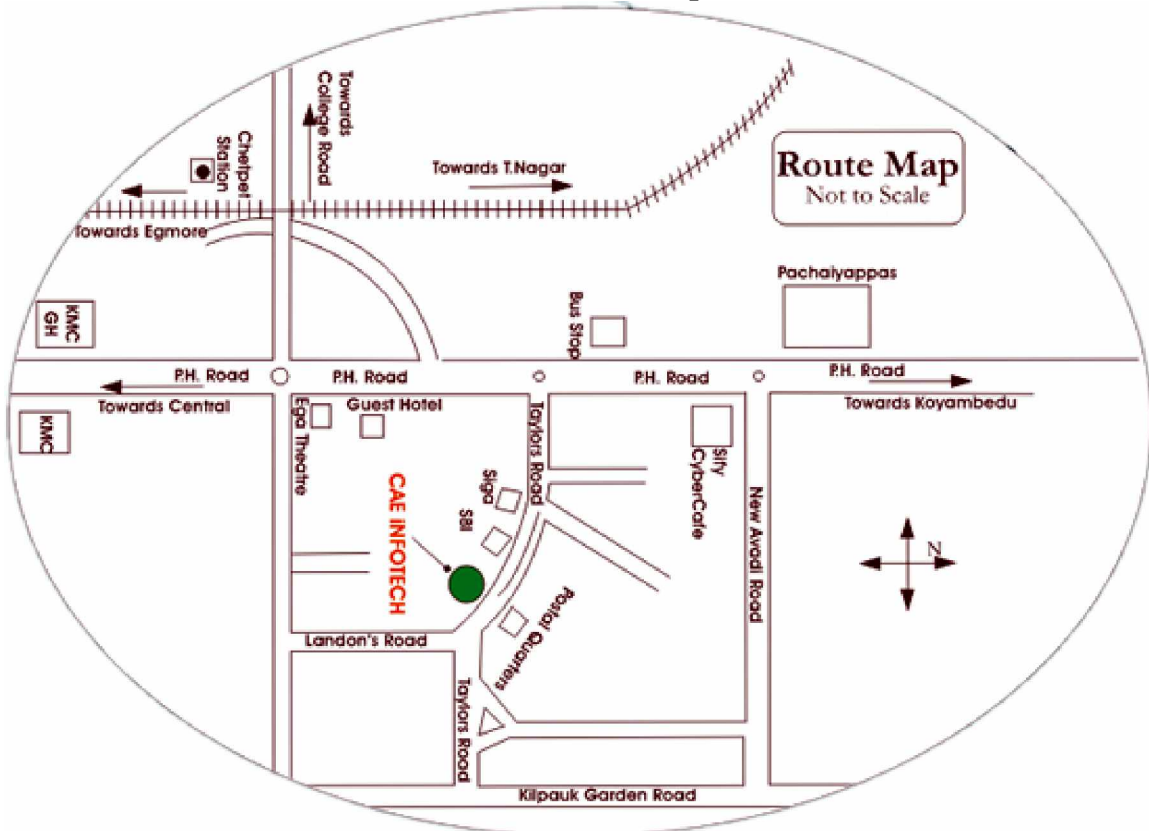 Towards
College Road
Chetpet
Station
Towards T.Nagar
Route Map
Not to Scale
Towards Egmore
Pachaiyappas
KMC
GH
Bus Stop
P.H. Road
P.H. Road
P.H. Road
P.H. Road
Towards Central
Guest Hotel
Towards Koyambedu
KMC
Ega Theatre
Taylors Road
Sify
CyberCafe
Siga
SBI
CAE iNFOTECH
New Avadi Road
N
Postal Quarters
Landon's Road
Taylors Road
Kilpauk Garden Road